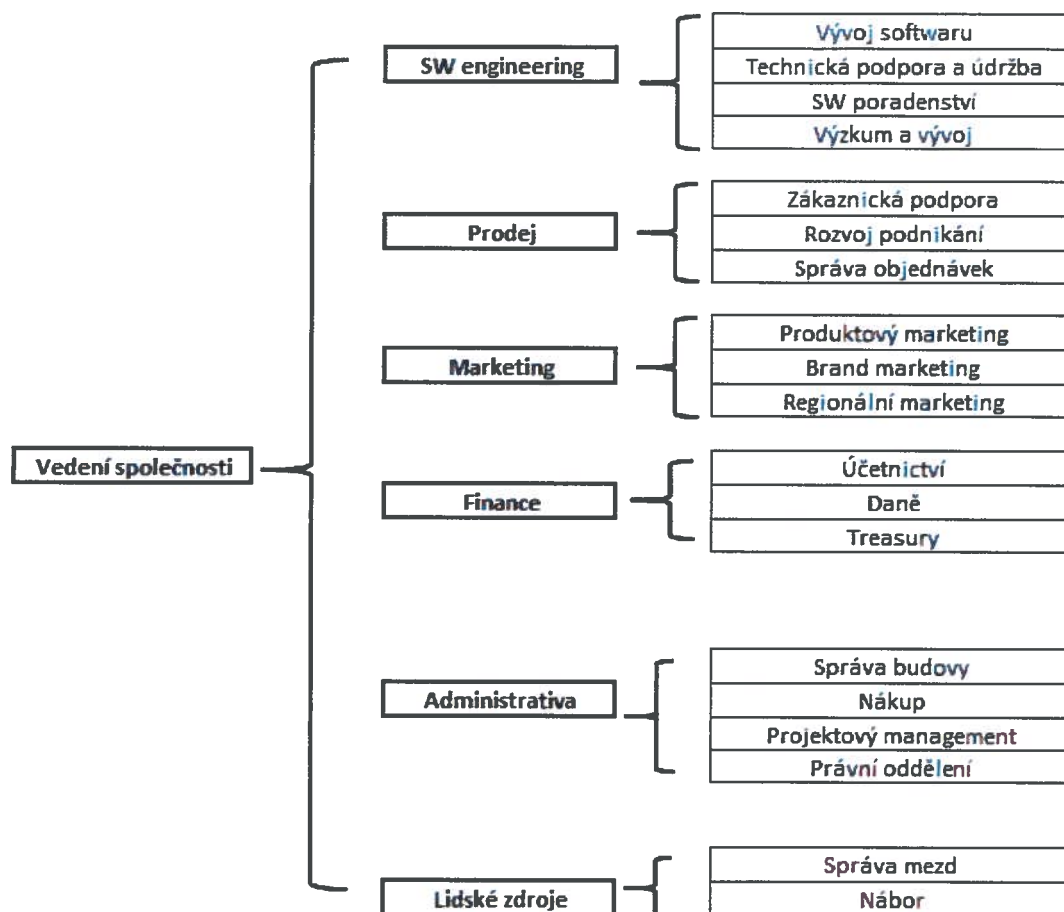 Vedení společnosti
SW engineering
Vývoj softwaru
Technická podpora a údržba
SW poradenství
Výzkum a vývoj
Prodej
Zákaznická podpora
Rozvoj podnikání
Správa objednávek
Marketing
Produktový marketing
Brand marketing
Regionální marketing
Finance
Účetnictví
Daně
Treasury
Administrativa
Správa budovy
Nákup
Projektový management
Právní oddělení
Lidské zdroje
Správa mezd
Nábor